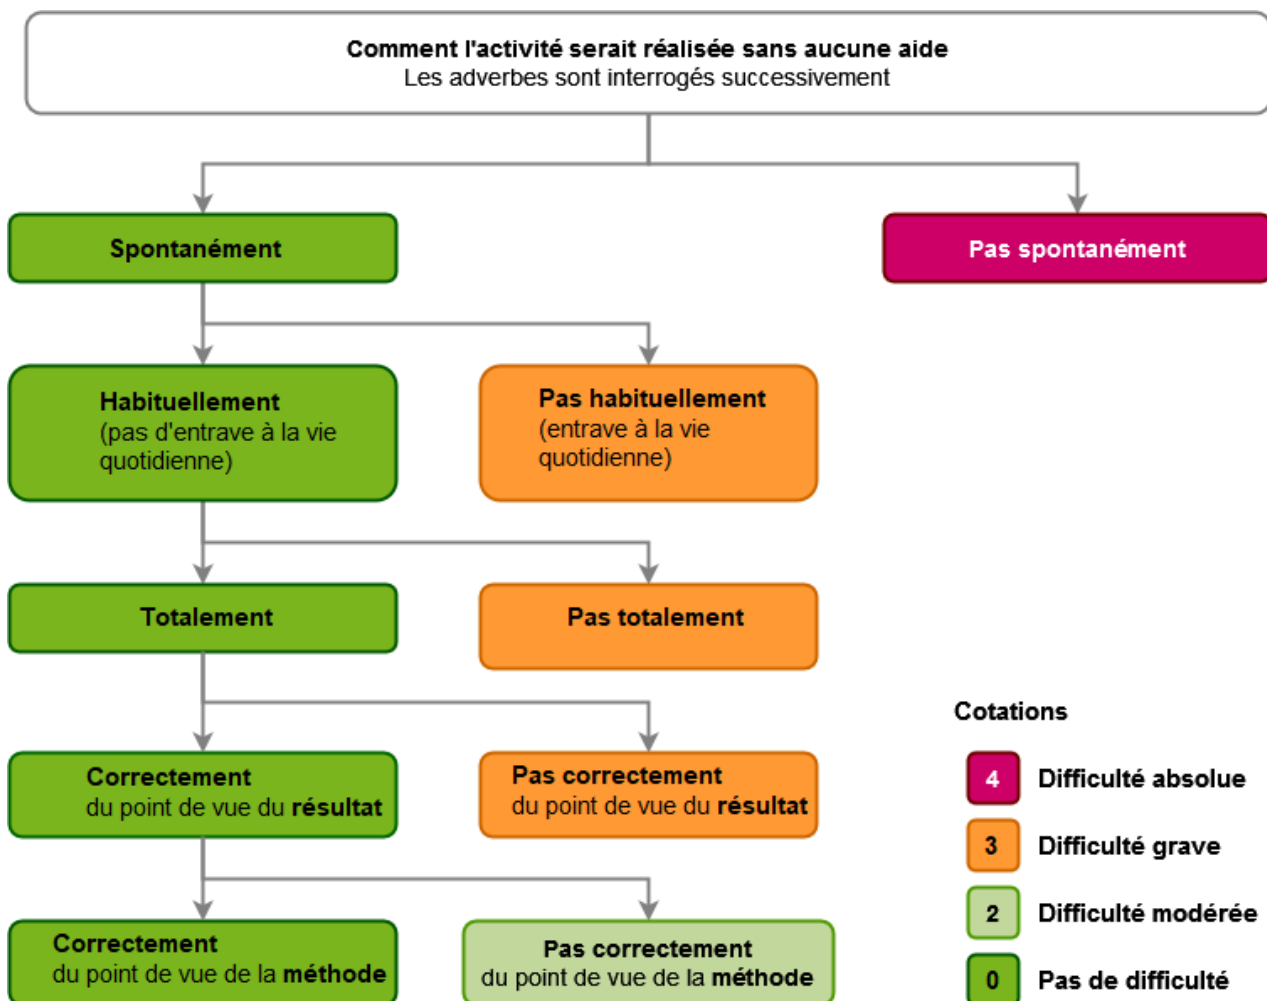 Comment l'activité serait réalisée sans aucune aide
Les adverbes sont interrogés successivement
Spontanément
Pas spontanément
Habituellement
(pas d'entrave à la vie
quotidienne)
Pas habituellement
(entrave à la vie
quotidienne)
Totalement
Pas totalement
Correctement
du point de vue du résultat
Pas correctement
du point de vue du résultat
Correctement
du point de vue de la méthode
Pas correctement
du point de vue de la méthode
Cotations
4 Difficulté absolue
3 Difficulté grave
2 Difficulté modérée
0 Pas de difficulté